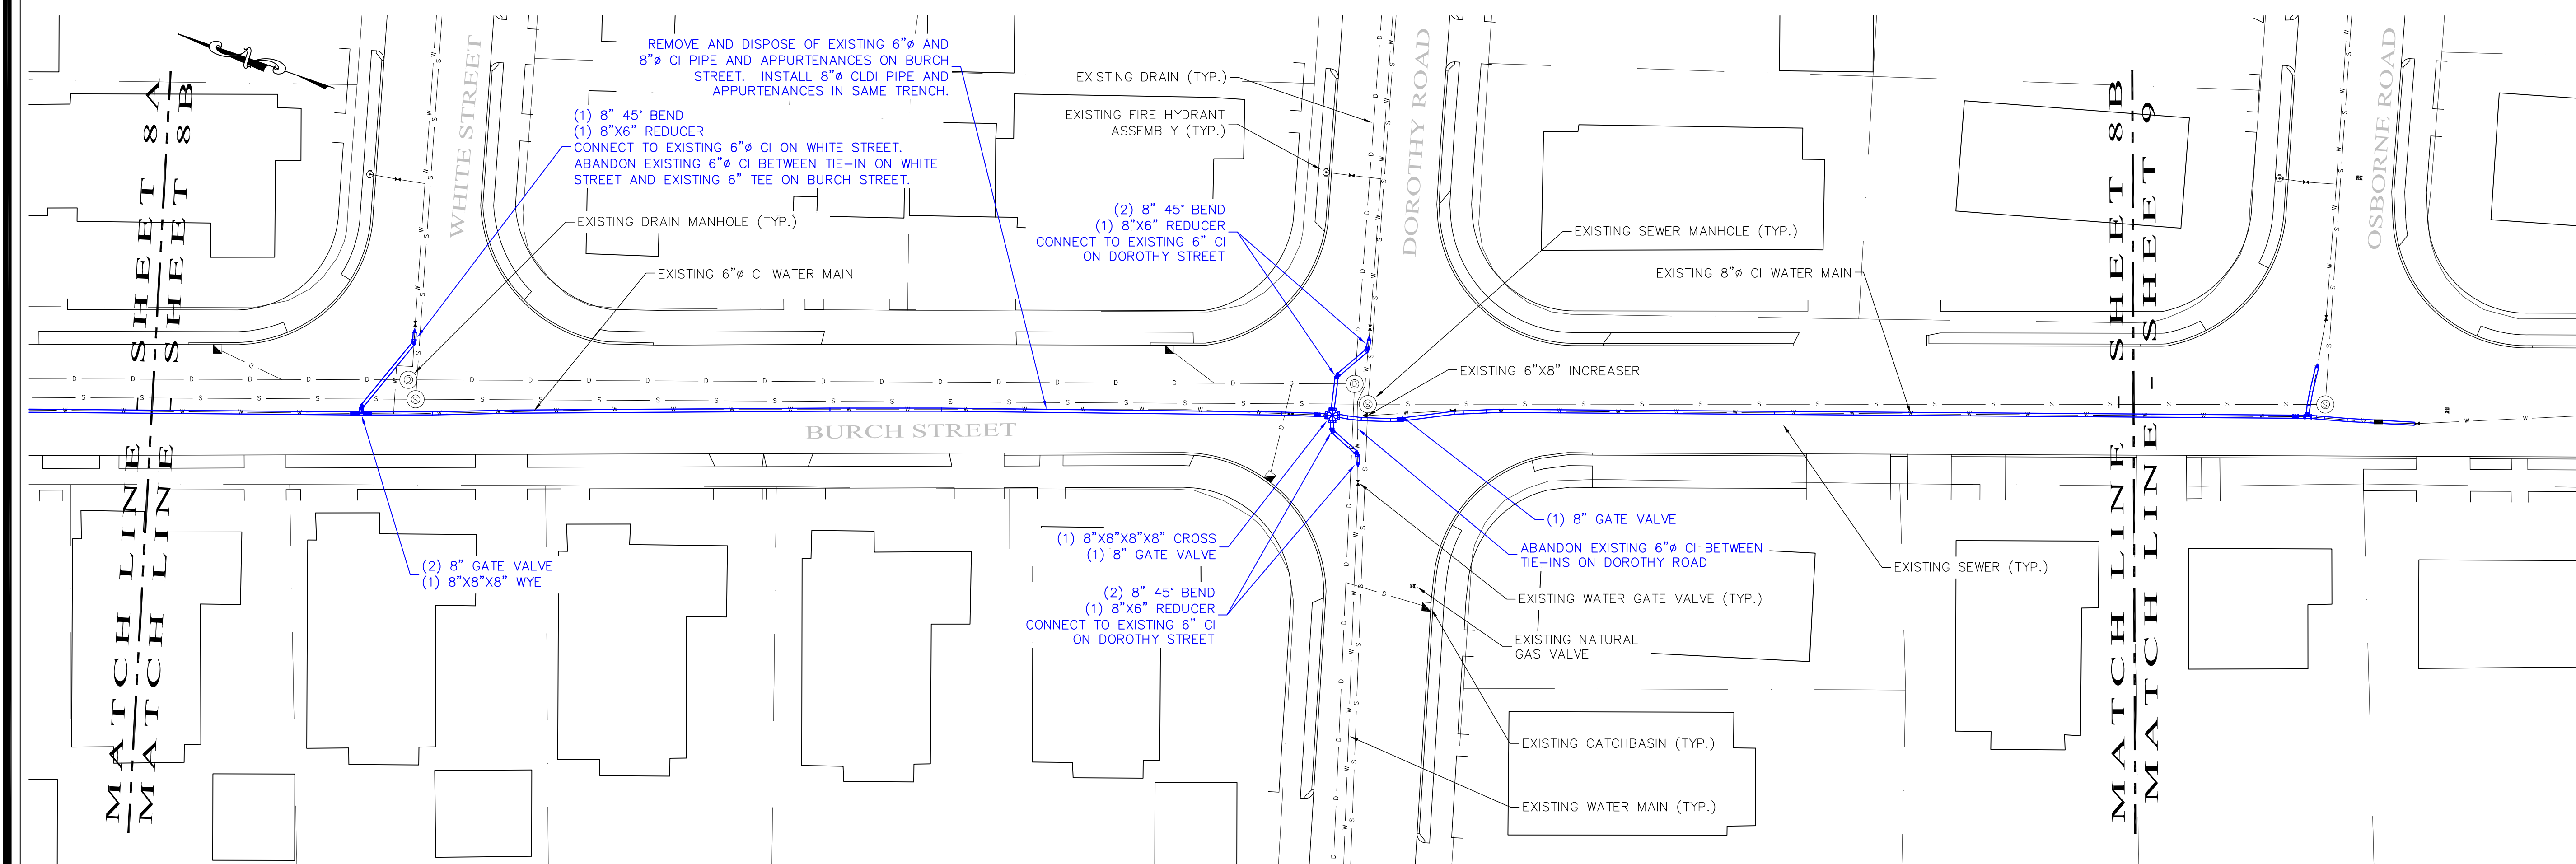 MATCH LINE - SHEET 8A
MATCH LINE - SHEET 8B
WHITE STREET
REMOVE AND DISPOSE OF EXISTING 6"ø AND
8"ø CI PIPE AND APPURTENANCES ON BURCH
STREET. INSTALL 8"ø CLDI PIPE AND
APPURTENANCES IN SAME TRENCH.
(1) 8" 45° BEND
(1) 8"X6" REDUCER
CONNECT TO EXISTING 6"ø CI ON WHITE STREET.
ABANDON EXISTING 6"ø CI BETWEEN TIE-IN ON WHITE
STREET AND EXISTING 6" TEE ON BURCH STREET.
EXISTING DRAIN MANHOLE (TYP.)
EXISTING 6"ø CI WATER MAIN
EXISTING DRAIN (TYP.)
EXISTING FIRE HYDRANT
ASSEMBLY (TYP.)
(2) 8" 45° BEND
(1) 8"X6" REDUCER
CONNECT TO EXISTING 6" CI
ON DOROTHY STREET
DOROTHY ROAD
EXISTING SEWER MANHOLE (TYP.)
EXISTING 8"ø CI WATER MAIN
EXISTING 6"X8" INCREASER
MATCH LINE - SHEET 8B
MATCH LINE - SHEET 9
OSBORNE ROAD
BURCH STREET
(2) 8" GATE VALVE
(1) 8"X8"X8" WYE
(1) 8"X8"X8"X8" CROSS
(1) 8" GATE VALVE
(2) 8" 45° BEND
(1) 8"X6" REDUCER
CONNECT TO EXISTING 6" CI
ON DOROTHY STREET
(1) 8" GATE VALVE
ABANDON EXISTING 6"ø CI BETWEEN
TIE-INS ON DOROTHY ROAD
EXISTING SEWER (TYP.)
EXISTING WATER GATE VALVE (TYP.)
EXISTING NATURAL
GAS VALVE
EXISTING CATCHBASIN (TYP.)
EXISTING WATER MAIN (TYP.)